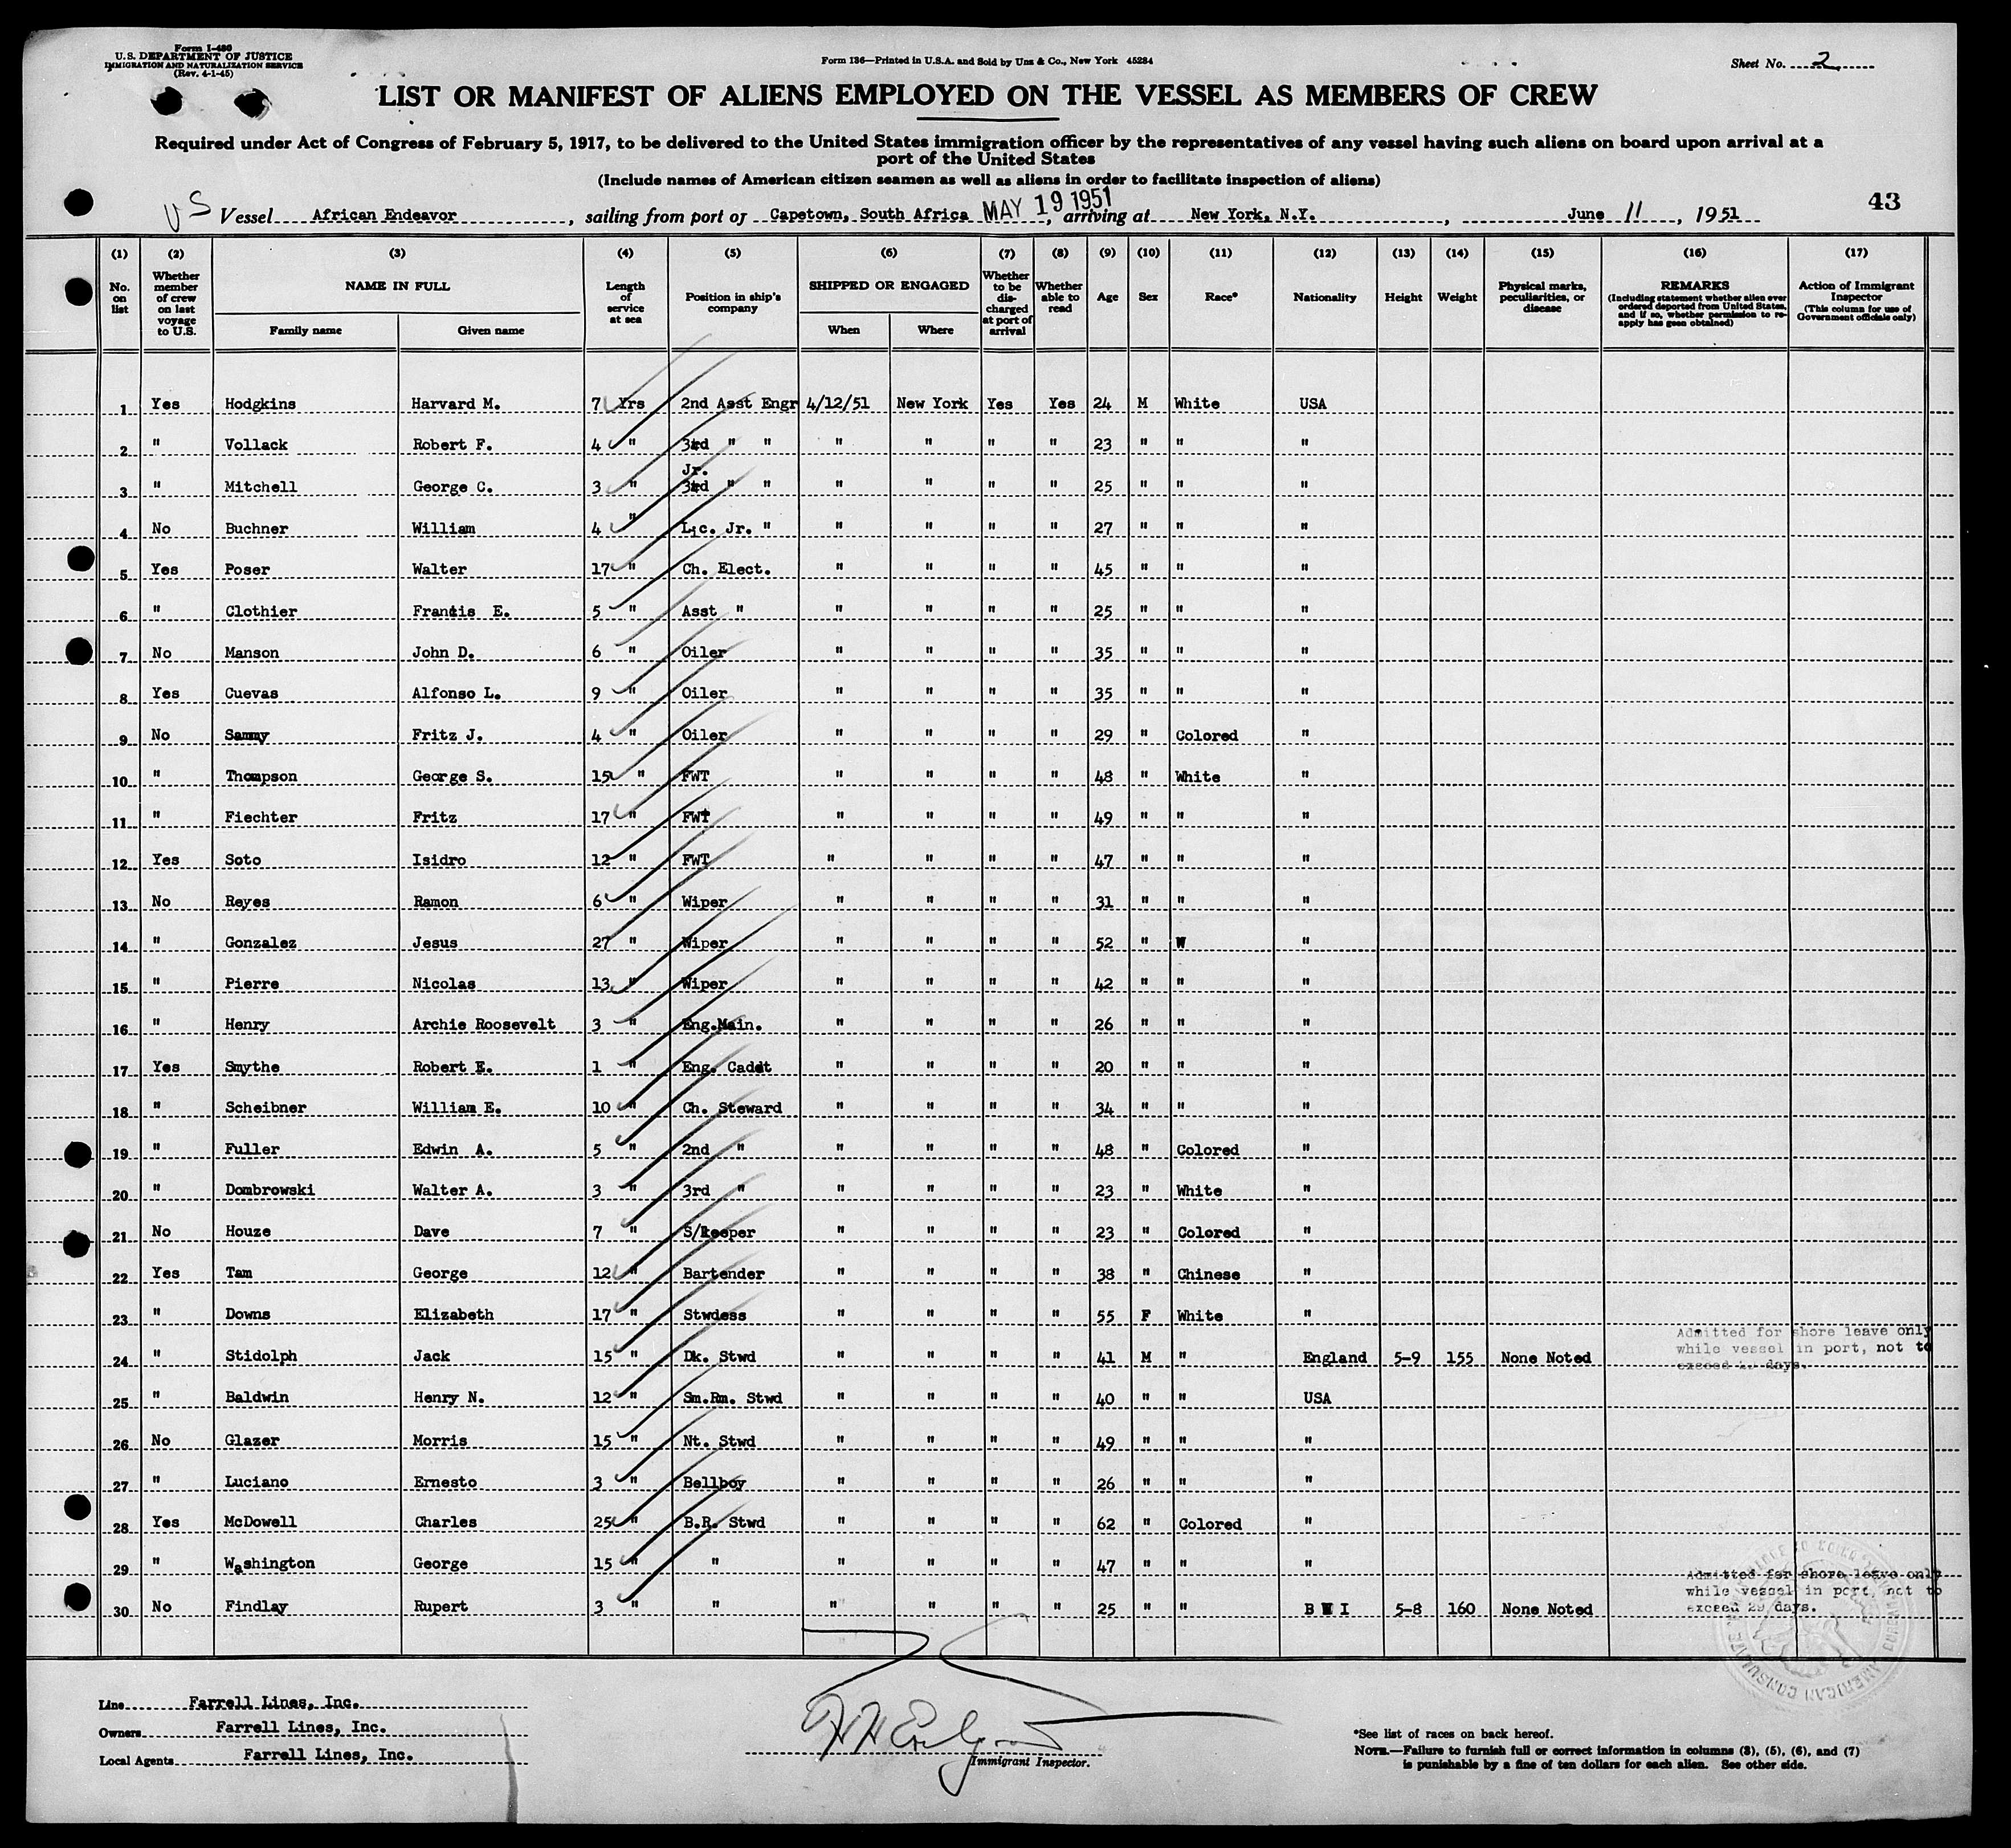 Form I-480
U.S. DEPARTMENT OF JUSTICE
IMMIGRATION AND NATURALIZATION SERVICE
(Rev. 4-1-45)
Form 136—Printed in U.S.A. and Sold by Unz & Co., New York 45284
Sheet No. 2
LIST OR MANIFEST OF ALIENS EMPLOYED ON THE VESSEL AS MEMBERS OF CREW
Required under Act of Congress of February 5, 1917, to be delivered to the United States immigration officer by the representatives of any vessel having such aliens on board upon arrival at a
port of the United States
(Include names of American citizen seamen as well as aliens in order to facilitate inspection of aliens)
US Vessel African Endeavor, sailing from port of Capetown, South Africa MAY 19 1951, arriving at New York, N.Y., June 11, 1951
43
(1) (2) (3) (4) (5) (6) (7) (8) (9) (10) (11) (12) (13) (14) (15) (16) (17)
No. on list
Whether member of crew on last voyage to U.S.
NAME IN FULL
Family name
Given name
Length of service at sea
Position in ship's company
SHIPPED OR ENGAGED
When
Where
Whether to be discharged at port of arrival
Whether able to read
Age
Sex
Race*
Nationality
Height
Weight
Physical marks, peculiarities, or disease
REMARKS
(Including statement whether alien ever ordered deported from United States, and if so, whether permission to re-apply has been obtained)
Action of Immigrant Inspector
(This column for use of Government officials only)
1 Yes Hodgkins Harvard M. 7 Yrs 2nd Asst Engr 4/12/51 New York Yes Yes 24 M White USA
2 " Vollack Robert F. 4 " 3rd " " " " " " 23 " " "
Jr.
3 " Mitchell George C. 3 " 3rd " " " " " " 25 " " "
4 No Buchner William 4 " Lic. Jr. " " " " " 27 " " "
5 Yes Poser Walter 17 " Ch. Elect. " " " " 45 " " "
6 " Clothier Francis E. 5 " Asst " " " " " 25 " " "
7 No Manson John D. 6 " Oiler " " " " 35 " " "
8 Yes Cuevas Alfonso L. 9 " Oiler " " " " 35 " " "
9 No Sammy Fritz J. 4 " Oiler " " " " 29 " Colored "
10 " Thompson George S. 15 " FWT " " " " 48 " White "
11 " Fiechter Fritz 17 " FWT " " " " 49 " " "
12 Yes Soto Isidro 12 " FWT " " " " 47 " " "
13 No Reyes Ramon 6 " Wiper " " " " 31 " " "
14 " Gonzalez Jesus 27 " Wiper " " " " 52 " W "
15 " Pierre Nicolas 13 " Wiper " " " " 42 " " "
16 " Henry Archie Roosevelt 3 " Eng.Main. " " " " 26 " " "
17 Yes Smythe Robert E. 1 " Eng. Cadet " " " " 20 " " "
18 " Scheibner William E. 10 " Ch. Steward " " " " 34 " " "
19 " Fuller Edwin A. 5 " 2nd " " " " " 48 " Colored "
20 " Dombrowski Walter A. 3 " 3rd " " " " " 23 " White "
21 No Houze Dave 7 " S/keeper " " " " 23 " Colored "
22 Yes Tam George 12 " Bartender " " " " 38 " Chinese "
23 " Downs Elizabeth 17 " Stwdess " " " " 55 F White "
24 " Stidolph Jack 15 " Dk. Stwd " " " " 41 M " England 5-9 155 None Noted
Admitted for shore leave only
while vessel in port, not to
exceed 29 days.
25 " Baldwin Henry N. 12 " Sm.Rm. Stwd " " " " 40 " " USA
26 No Glazer Morris 15 " Nt. Stwd " " " " 49 " " "
27 " Luciano Ernesto 3 " Bellboy " " " " 26 " " "
28 Yes McDowell Charles 25 " B.R. Stwd " " " " 62 " Colored "
29 " Washington George 15 " " " " " " 47 " " "
30 No Findlay Rupert 3 " " " " " " 25 " " B W I 5-8 160 None Noted
Admitted for shore leave only
while vessel in port, not to
exceed 29 days.
Line Farrell Lines, Inc.
Owners Farrell Lines, Inc.
Local Agents Farrell Lines, Inc.
Immigrant Inspector.
*See list of races on back hereof.
NOTE.—Failure to furnish full or correct information in columns (3), (5), (6), and (7)
is punishable by a fine of ten dollars for each alien. See other side.